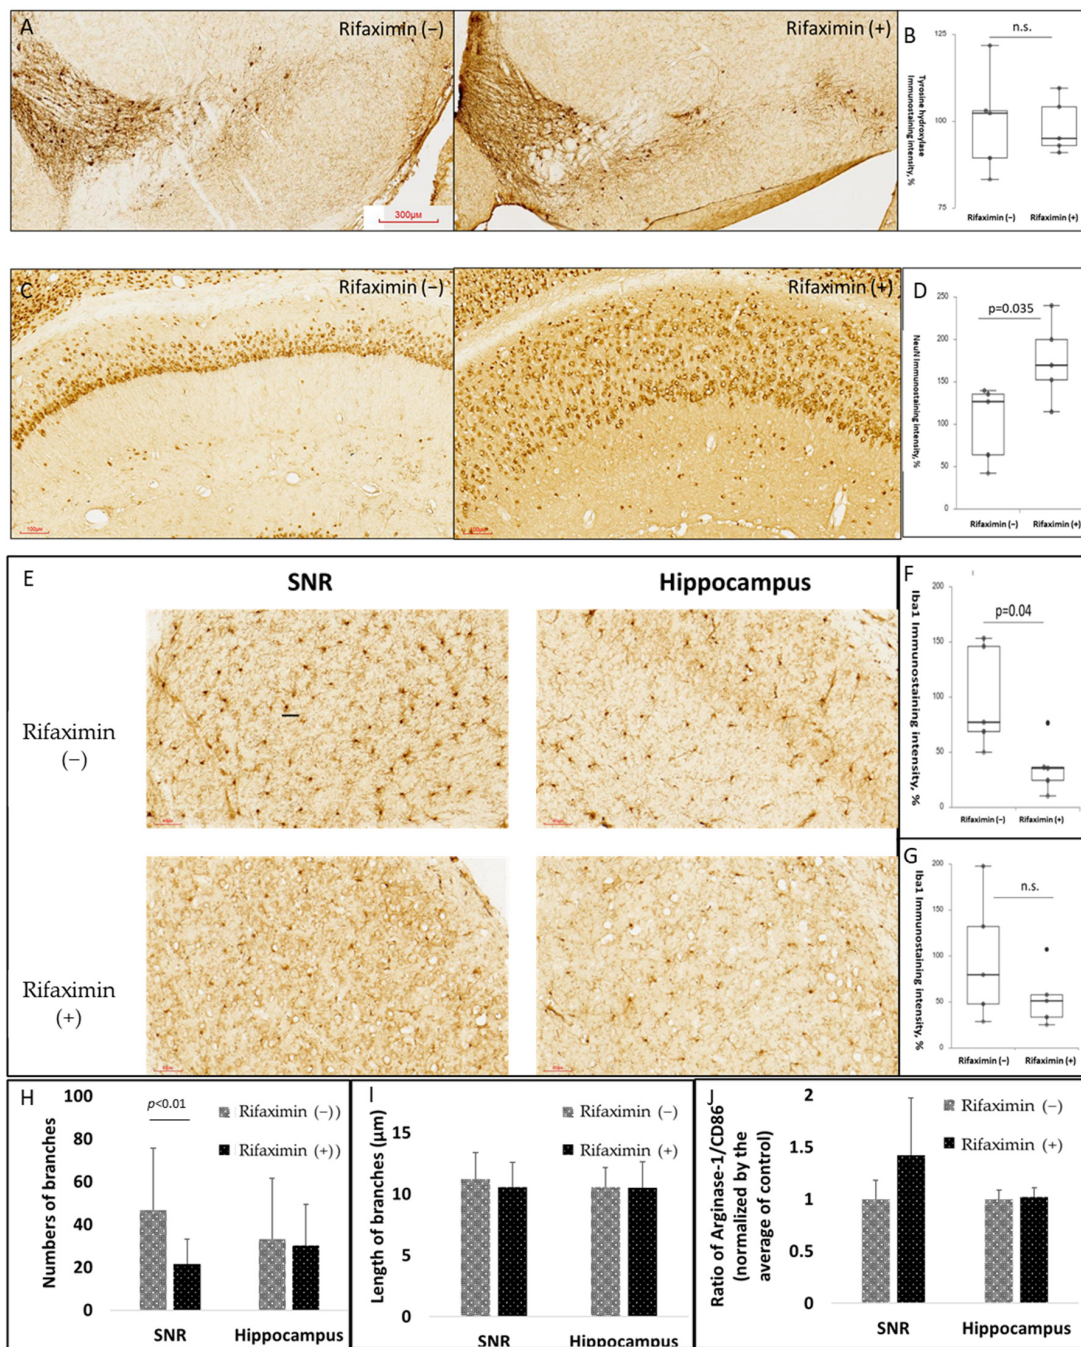 A
Rifaximin (−)
Rifaximin (+)
300μM
B
n.s.
Tyrosine hydroxylase
Immunostaining intensity, %
125
100
75
Rifaximin (−)
Rifaximin (+)
C
Rifaximin (−)
Rifaximin (+)
100μM
100μM
D
p=0.035
NeuN Immunostaining intensity, %
250
200
150
100
50
0
Rifaximin (−)
Rifaximin (+)
E
SNR
Hippocampus
Rifaximin
(−)
Rifaximin
(+)
F
p=0.04
Iba1 Immunostaining intensity, %
200
150
100
50
0
Rifaximin (−)
Rifaximin (+)
G
n.s.
Iba1 Immunostaining intensity, %
200
150
100
50
0
Rifaximin (−)
Rifaximin (+)
H
Numbers of branches
100
80
60
40
20
0
p<0.01
Rifaximin (−))
Rifaximin (+))
SNR
Hippocampus
I
Length of branches (μm)
15
10
5
0
Rifaximin (−)
Rifaximin (+)
SNR
Hippocampus
J
Ratio of Arginase-1/CD86
(normalized by the
average of control)
2
1.5
1
0.5
0
Rifaximin (−)
Rifaximin (+)
SNR
Hippocampus